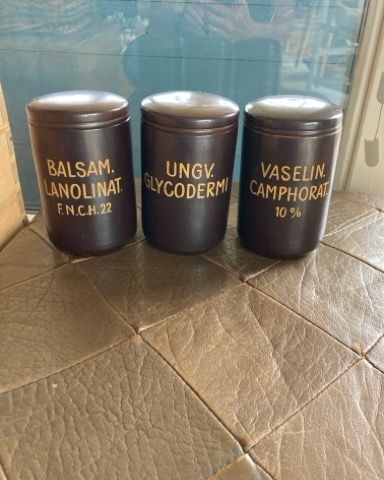 BALSAM.
LANOLINAT.
F.N.C.H.22
UNGV.
GLYCODERMI
VASELIN.
CAMPHORAT.
10 %